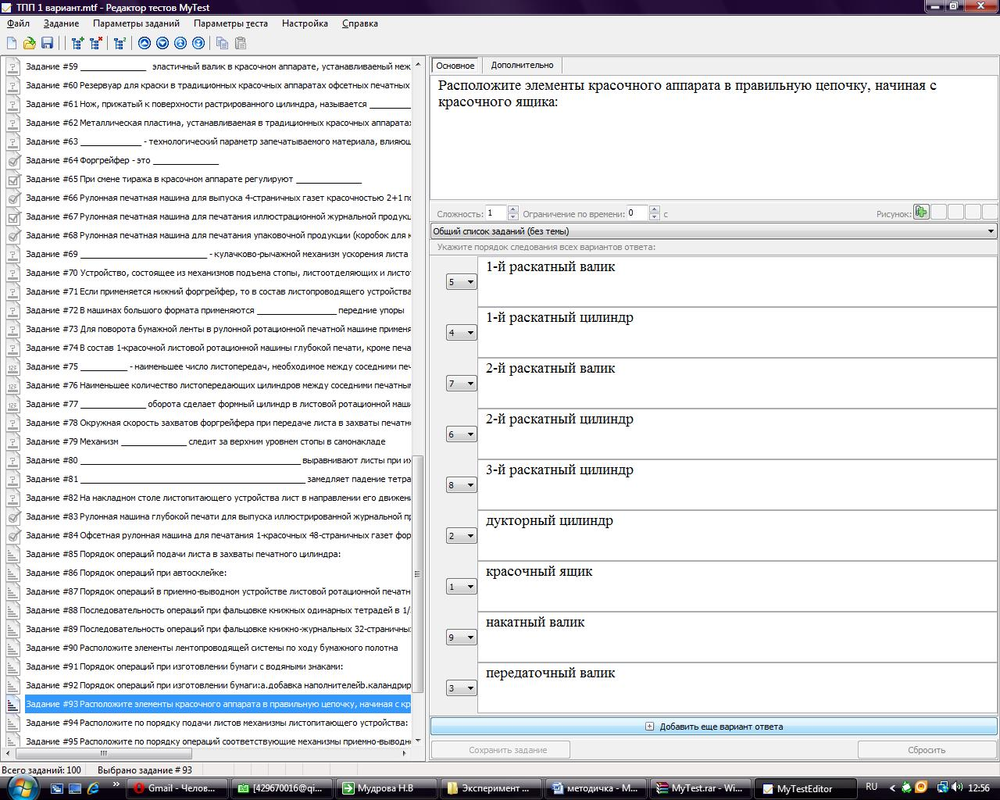 ТПП 1 вариант.mtf - Редактор тестов MyTest
Файл Задание Параметры заданий Параметры теста Настройка Справка
Задание #59 ______________ эластичный валик в красочном аппарате, устанавливаемый меж
Задание #60 Резервуар для краски в традиционных красочных аппаратах офсетных печатных
Задание #61 Нож, прижатый к поверхности растрированного цилиндра, называется _________
Задание #62 Металлическая пластина, устанавливаемая в традиционных красочных аппаратах
Задание #63 _____________ - технологический параметр запечатываемого материала, влияющ
Задание #64 Форгрейфер - это ______________
Задание #65 При смене тиража в красочном аппарате регулируют ______________
Задание #66 Рулонная печатная машина для выпуска 4-страничных газет красочностью 2+1 по
Задание #67 Рулонная печатная машина для печатания иллюстрационной журнальной продукц
Задание #68 Рулонная печатная машина для печатания упаковочной продукции (коробок для к
Задание #69 ___________________________ - кулачково-рычажной механизм ускорения листа
Задание #70 Устройство, состоящее из механизмов подъема стопы, листоотделяющих и листот
Задание #71 Если применяется нижний форгрейфер, то в состав листопроводящего устройства
Задание #72 В машинах большого формата применяются _________________ передние упоры
Задание #73 Для поворота бумажной ленты в рулонной ротационной печатной машине применя
Задание #74 В состав 1-красочной листовой ротационной машины глубокой печати, кроме печа
Задание #75 __________ - наименьшее число листопередач, необходимое между соседними печ
Задание #76 Наименьшее количество листопередающих цилиндров между соседними печатным
Задание #77 ______________ оборота сделает формный цилиндр в листовой ротационной маши
Задание #78 Окружная скорость захватов форгрейфера при передаче листа в захваты печатно
Задание #79 Механизм ______________ следит за верхним уровнем стопы в самонакладе
Задание #80 _______________________________________________ выравнивают листы при их
Задание #81 ________________________________________________ замедляет падение тетра
Задание #82 На накладном столе листопитающего устройства лист в направлении его движени
Задание #83 Рулонная машина глубокой печати для выпуска иллюстрированной журнальной пр
Задание #84 Офсетная рулонная машина для печатания 1-красочных 48-страничных газет фор
Задание #85 Порядок операций подачи листа в захваты печатного цилиндра:
Задание #86 Порядок операций при автосклейке:
Задание #87 Порядок операций в приемно-выводном устройстве листовой ротационной печатн
Задание #88 Последовательность операций при фальцовке книжных одинарных тетрадей в 1/
Задание #89 Последовательность операций при фальцовке книжно-журнальных 32-страничны
Задание #90 Расположите элементы лентопроводящей системы по ходу бумажного полотна
Задание #91 Порядок операций при изготовлении бумаги с водяными знаками:
Задание #92 Порядок операций при изготовлении бумаги:a.добавка наполнителейb.каландрир
Задание #93 Расположите элементы красочного аппарата в правильную цепочку, начиная с кр
Задание #94 Расположите по порядку подачи листов механизмы листопитающего устройства:
Задание #95 Расположите по порядку операций соответствующие механизмы приемно-выводн
Основное Дополнительно
Расположите элементы красочного аппарата в правильную цепочку, начиная с
красочного ящика:
Сложность: 1 Ограничение по времени: 0 с Рисунок:
Общий список заданий (без темы)
Укажите порядок следования всех вариантов ответа:
5 1-й раскатный валик
4 1-й раскатный цилиндр
7 2-й раскатный валик
6 2-й раскатный цилиндр
8 3-й раскатный цилиндр
2 дукторный цилиндр
1 красочный ящик
9 накатный валик
3 передаточный валик
Добавить еще вариант ответа
Сохранить задание Сбросить
Всего заданий: 100 Выбрано задание # 93
Gmail - Челов... [429670016@qi... Мудрова Н.В Эксперимент ... методичка - M... MyTest.rar - Wi... MyTestEditor RU 12:56